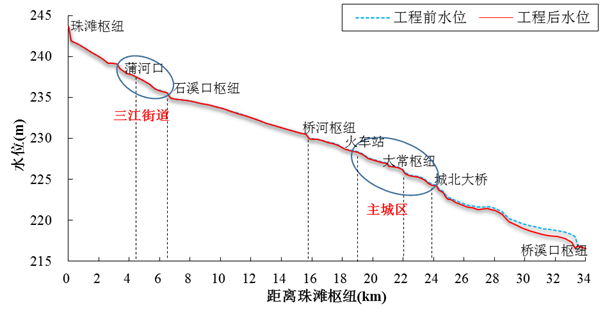 工程前水位 工程后水位
水位(m)
245
240
235
230
225
220
215
珠滩枢纽
蒲河口
石溪口枢纽
三江街道
桥河枢纽
火车站
大常枢纽
城北大桥
主城区
桥溪口枢纽
0 2 4 6 8 10 12 14 16 18 20 22 24 26 28 30 32 34
距离珠滩枢纽(km)